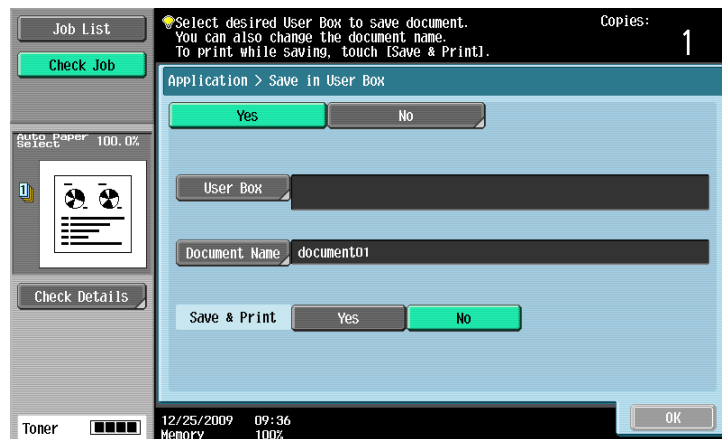 Job List
Check Job
Select desired User Box to save document.
You can also change the document name.
To print while saving, touch [Save & Print].
Copies:
1
Application > Save in User Box
Yes
No
Auto Paper
Select
100.0%
1
User Box
Document Name
document01
Check Details
Save & Print
Yes
No
Toner
12/25/2009 09:36
Memory 100%
OK